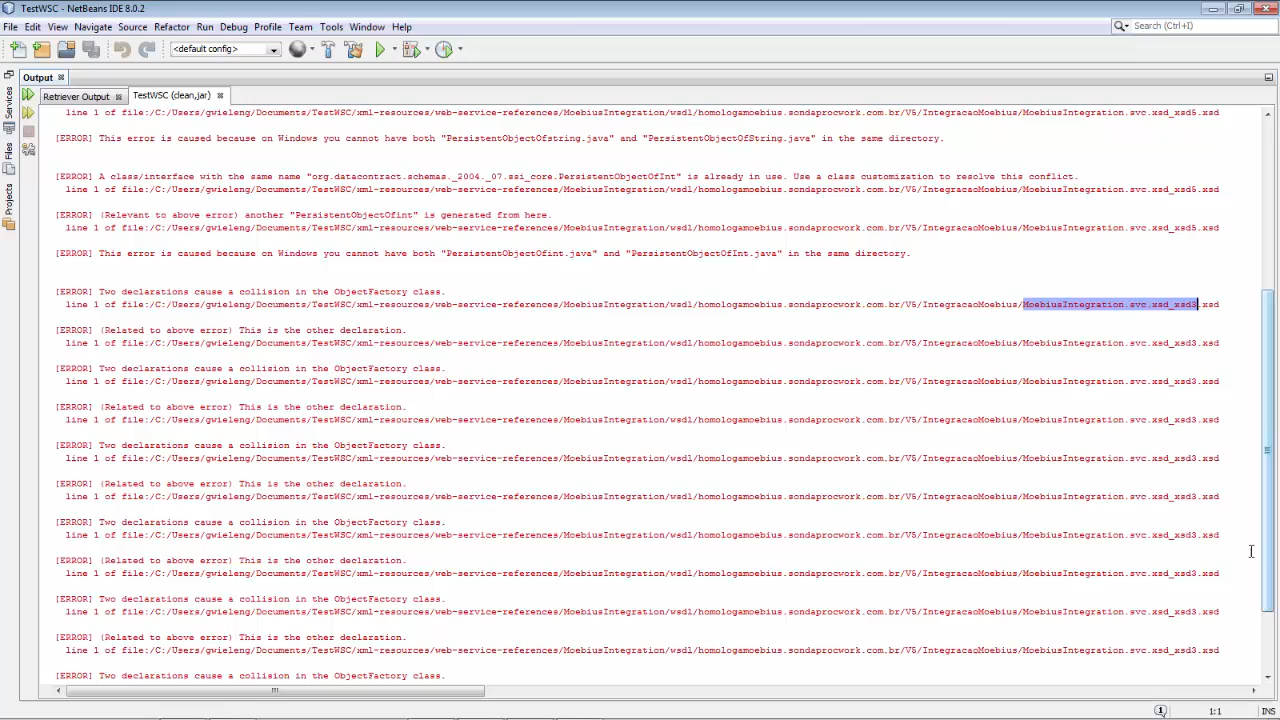 TestWSC - NetBeans IDE 8.0.2
File Edit View Navigate Source Refactor Run Debug Profile Team Tools Window Help
Search (Ctrl+I)
<default config>
Output
Retriever Output TestWSC (clean,jar)
Services
Files
Projects
line 1 of file:/C:/Users/gwieleng/Documents/TestWSC/xml-resources/web-service-references/MoebiusIntegration/wsdl/homologamoebius.sondaprocwork.com.br/V5/IntegracaoMoebius/MoebiusIntegration.svc.xsd_xsd5.xsd
[ERROR] This error is caused because on Windows you cannot have both "PersistentObjectOfstring.java" and "PersistentObjectOfString.java" in the same directory.
[ERROR] A class/interface with the same name "org.datacontract.schemas._2004._07.ssi_core.PersistentObjectOfInt" is already in use. Use a class customization to resolve this conflict.
line 1 of file:/C:/Users/gwieleng/Documents/TestWSC/xml-resources/web-service-references/MoebiusIntegration/wsdl/homologamoebius.sondaprocwork.com.br/V5/IntegracaoMoebius/MoebiusIntegration.svc.xsd_xsd5.xsd
[ERROR] (Relevant to above error) another "PersistentObjectOfint" is generated from here.
line 1 of file:/C:/Users/gwieleng/Documents/TestWSC/xml-resources/web-service-references/MoebiusIntegration/wsdl/homologamoebius.sondaprocwork.com.br/V5/IntegracaoMoebius/MoebiusIntegration.svc.xsd_xsd5.xsd
[ERROR] This error is caused because on Windows you cannot have both "PersistentObjectOfint.java" and "PersistentObjectOfInt.java" in the same directory.
[ERROR] Two declarations cause a collision in the ObjectFactory class.
line 1 of file:/C:/Users/gwieleng/Documents/TestWSC/xml-resources/web-service-references/MoebiusIntegration/wsdl/homologamoebius.sondaprocwork.com.br/V5/IntegracaoMoebius/MoebiusIntegration.svc.xsd_xsd3.xsd
[ERROR] (Related to above error) This is the other declaration.
line 1 of file:/C:/Users/gwieleng/Documents/TestWSC/xml-resources/web-service-references/MoebiusIntegration/wsdl/homologamoebius.sondaprocwork.com.br/V5/IntegracaoMoebius/MoebiusIntegration.svc.xsd_xsd3.xsd
[ERROR] Two declarations cause a collision in the ObjectFactory class.
line 1 of file:/C:/Users/gwieleng/Documents/TestWSC/xml-resources/web-service-references/MoebiusIntegration/wsdl/homologamoebius.sondaprocwork.com.br/V5/IntegracaoMoebius/MoebiusIntegration.svc.xsd_xsd3.xsd
[ERROR] (Related to above error) This is the other declaration.
line 1 of file:/C:/Users/gwieleng/Documents/TestWSC/xml-resources/web-service-references/MoebiusIntegration/wsdl/homologamoebius.sondaprocwork.com.br/V5/IntegracaoMoebius/MoebiusIntegration.svc.xsd_xsd3.xsd
[ERROR] Two declarations cause a collision in the ObjectFactory class.
line 1 of file:/C:/Users/gwieleng/Documents/TestWSC/xml-resources/web-service-references/MoebiusIntegration/wsdl/homologamoebius.sondaprocwork.com.br/V5/IntegracaoMoebius/MoebiusIntegration.svc.xsd_xsd3.xsd
[ERROR] (Related to above error) This is the other declaration.
line 1 of file:/C:/Users/gwieleng/Documents/TestWSC/xml-resources/web-service-references/MoebiusIntegration/wsdl/homologamoebius.sondaprocwork.com.br/V5/IntegracaoMoebius/MoebiusIntegration.svc.xsd_xsd3.xsd
[ERROR] Two declarations cause a collision in the ObjectFactory class.
line 1 of file:/C:/Users/gwieleng/Documents/TestWSC/xml-resources/web-service-references/MoebiusIntegration/wsdl/homologamoebius.sondaprocwork.com.br/V5/IntegracaoMoebius/MoebiusIntegration.svc.xsd_xsd3.xsd
[ERROR] (Related to above error) This is the other declaration.
line 1 of file:/C:/Users/gwieleng/Documents/TestWSC/xml-resources/web-service-references/MoebiusIntegration/wsdl/homologamoebius.sondaprocwork.com.br/V5/IntegracaoMoebius/MoebiusIntegration.svc.xsd_xsd3.xsd
[ERROR] Two declarations cause a collision in the ObjectFactory class.
line 1 of file:/C:/Users/gwieleng/Documents/TestWSC/xml-resources/web-service-references/MoebiusIntegration/wsdl/homologamoebius.sondaprocwork.com.br/V5/IntegracaoMoebius/MoebiusIntegration.svc.xsd_xsd3.xsd
[ERROR] (Related to above error) This is the other declaration.
line 1 of file:/C:/Users/gwieleng/Documents/TestWSC/xml-resources/web-service-references/MoebiusIntegration/wsdl/homologamoebius.sondaprocwork.com.br/V5/IntegracaoMoebius/MoebiusIntegration.svc.xsd_xsd3.xsd
[ERROR] Two declarations cause a collision in the ObjectFactory class.
1:1 INS